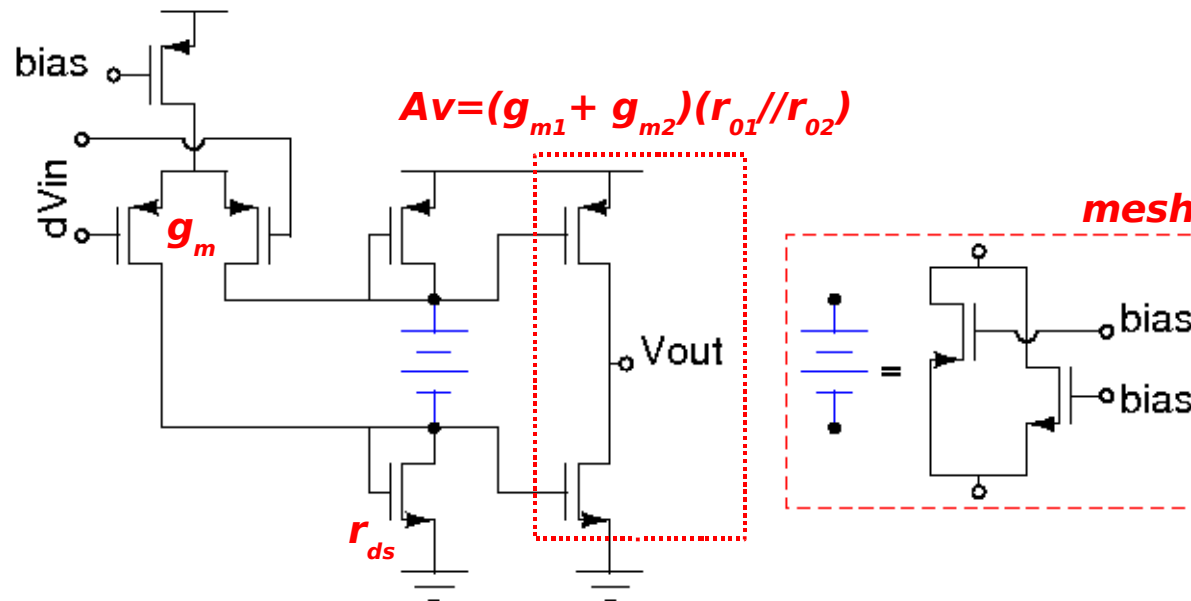 bias
Av=(gm1+ gm2)(r01//r02)
dVin
gm
mesh
bias
Vout
=
bias
rds